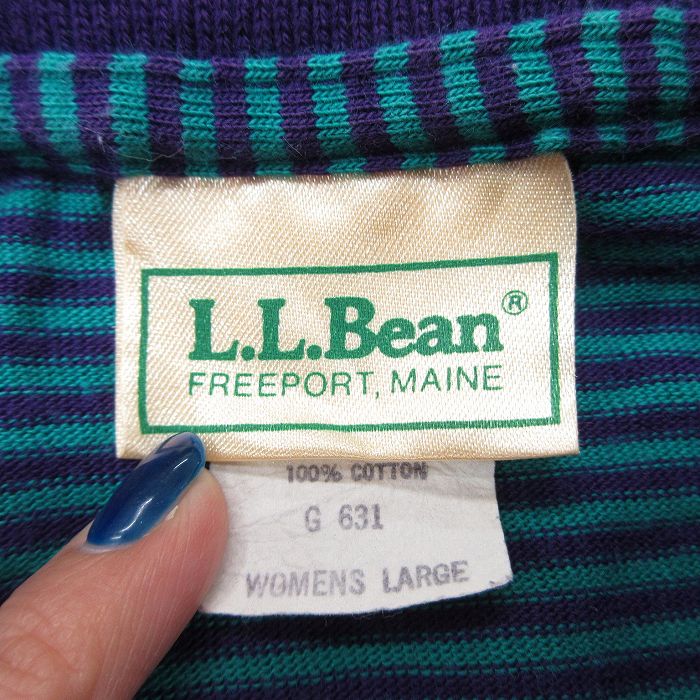 L.L.Bean®
FREEPORT, MAINE
100% COTTON
G 631
WOMENS LARGE